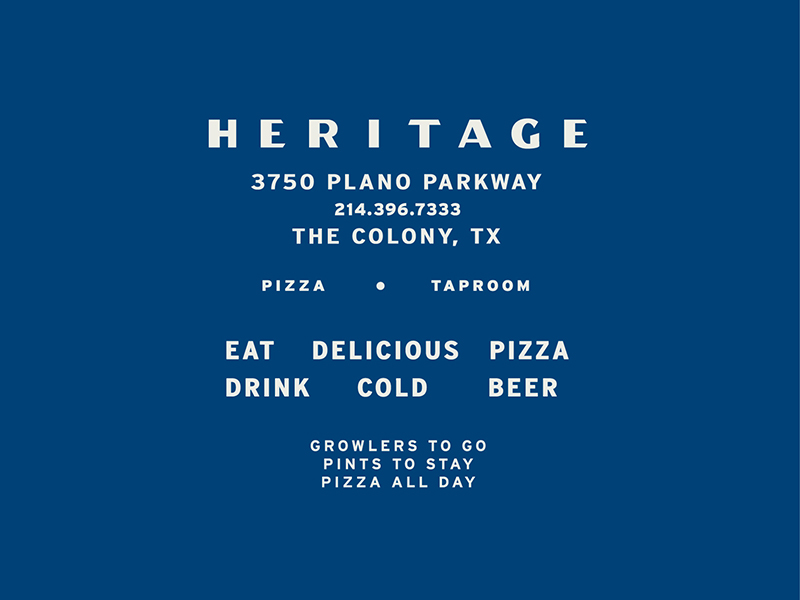 HERITAGE
3750 PLANO PARKWAY
214.396.7333
THE COLONY, TX
PIZZA • TAPROOM
EAT DELICIOUS PIZZA
DRINK COLD BEER
GROWLERS TO GO
PINTS TO STAY
PIZZA ALL DAY